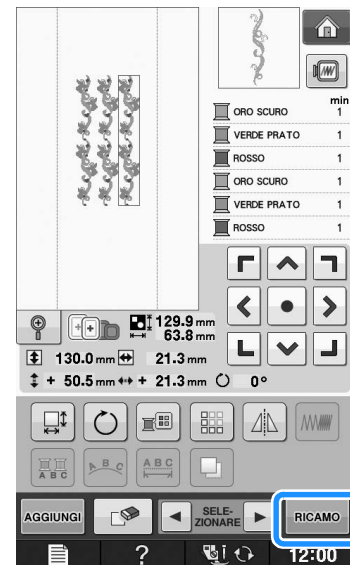 min
ORO SCURO 1
VERDE PRATO 1
ROSSO 1
ORO SCURO 1
VERDE PRATO 1
ROSSO 1
129.9 mm
63.8 mm
130.0 mm 21.3 mm
+ 50.5 mm + 21.3 mm 0°
A B C
A B C
A B C
AGGIUNGI
SELE-
ZIONARE
RICAMO
? 12:00